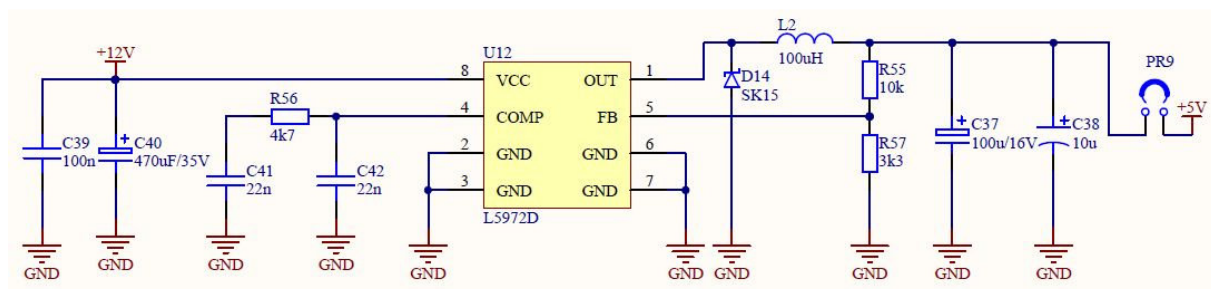 +12V
C39
100n
C40
470uF/35V
R56
4k7
C41
22n
C42
22n
U12
8 VCC OUT 1
4 COMP FB 5
2 GND GND 6
3 GND GND 7
L5972D
D14
SK15
L2
100uH
R55
10k
R57
3k3
C37
100u/16V
C38
10u
PR9
+5V
GND
GND
GND
GND
GND
GND
GND
GND
GND
GND